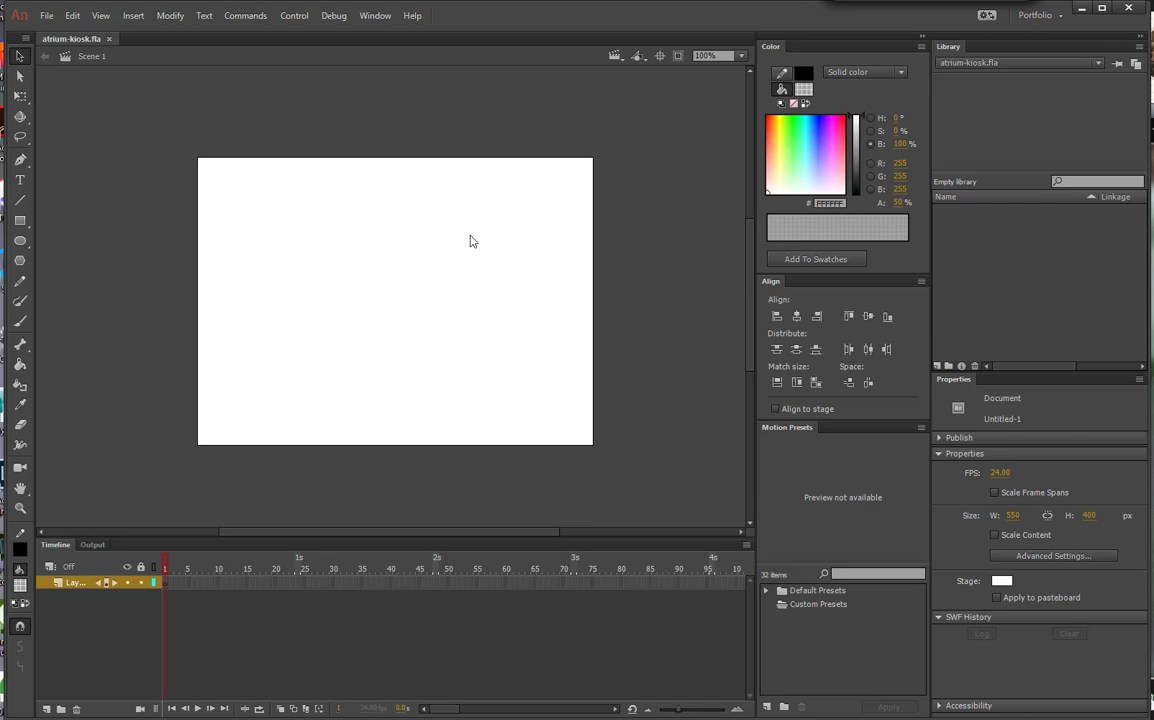 An File Edit View Insert Modify Text Commands Control Debug Window Help Portfolio
atrium-kiosk.fla ×
Scene 1 100%
Color
Solid color
H: 0 °
S: 0 %
B: 100 %
R: 255
G: 255
B: 255
# FFFFFF A: 50 %
Add To Swatches
Align
Align:
Distribute:
Match size: Space:
Align to stage
Motion Presets
Preview not available
32 items
Default Presets
Custom Presets
Apply
Library
atrium-kiosk.fla
Empty library
Name Linkage
Properties
Document
Untitled-1
Publish
Properties
FPS: 24.00
Scale Frame Spans
Size: W: 550 H: 400 px
Scale Content
Advanced Settings...
Stage:
Apply to pasteboard
SWF History
Log Clear
Accessibility
Timeline Output
1s 2s 3s 4s
Off 1 5 10 15 20 25 30 35 40 45 50 55 60 65 70 75 80 85 90 95 10
Lay...
1 24.00 fps 0.0 s